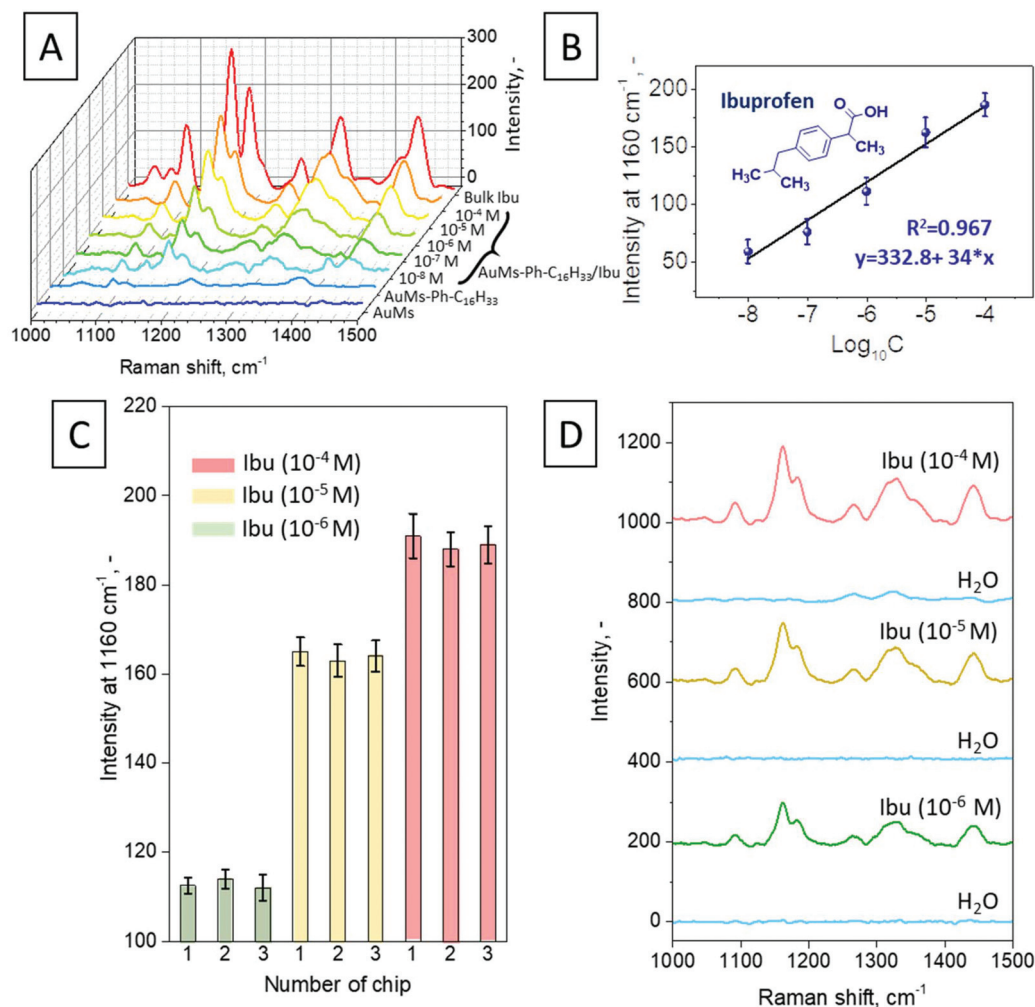 A
300
200
100
0
Intensity, -
Bulk Ibu
10⁻⁴ M
10⁻⁵ M
10⁻⁶ M
10⁻⁷ M
10⁻⁸ M
AuMs-Ph-C₁₆H₃₃/Ibu
AuMs-Ph-C₁₆H₃₃
AuMs
1000 1100 1200 1300 1400 1500
Raman shift, cm⁻¹
B
Intensity at 1160 cm⁻¹, -
200
150
100
50
Ibuprofen
O
OH
CH₃
H₃C
CH₃
R²=0.967
y=332.8+ 34*x
-8 -7 -6 -5 -4
Log₁₀C
C
Intensity at 1160 cm⁻¹, -
220
200
180
160
140
120
100
Ibu (10⁻⁴ M)
Ibu (10⁻⁵ M)
Ibu (10⁻⁶ M)
1 2 3 1 2 3 1 2 3
Number of chip
D
Intensity, -
1200
1000
800
600
400
200
0
Ibu (10⁻⁴ M)
H₂O
Ibu (10⁻⁵ M)
H₂O
Ibu (10⁻⁶ M)
H₂O
1000 1100 1200 1300 1400 1500
Raman shift, cm⁻¹